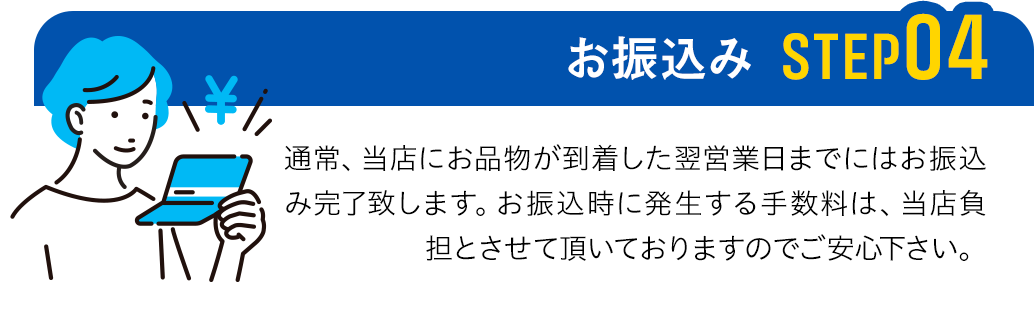 お振込み STEP04
¥
通常、当店にお品物が到着した翌営業日までにはお振込
み完了致します。お振込時に発生する手数料は、当店負
担とさせて頂いておりますのでご安心下さい。